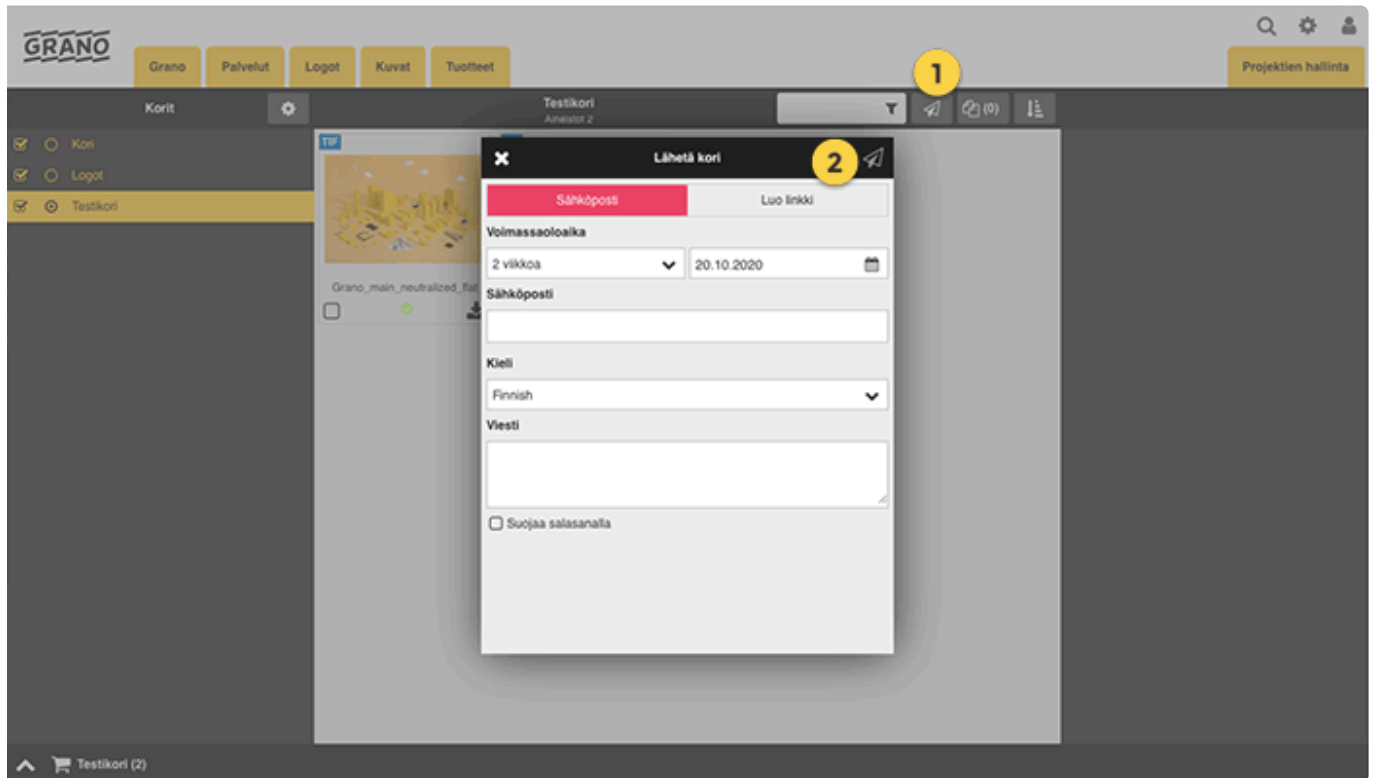 GRANO
Grano Palvelut Logot Kuvat Tuotteet
Projektien hallinta
1
Korit
Testikori
Aineistot 2
(0)
Kori
Logot
Testikori
TIF
Grano_main_neutralized_flat
Lähetä kori
2
Sähköposti Luo linkki
Voimassaoloaika
2 viikkoa 20.10.2020
Sähköposti
Kieli
Finnish
Viesti
Suojaa salasanalla
Testikori (2)